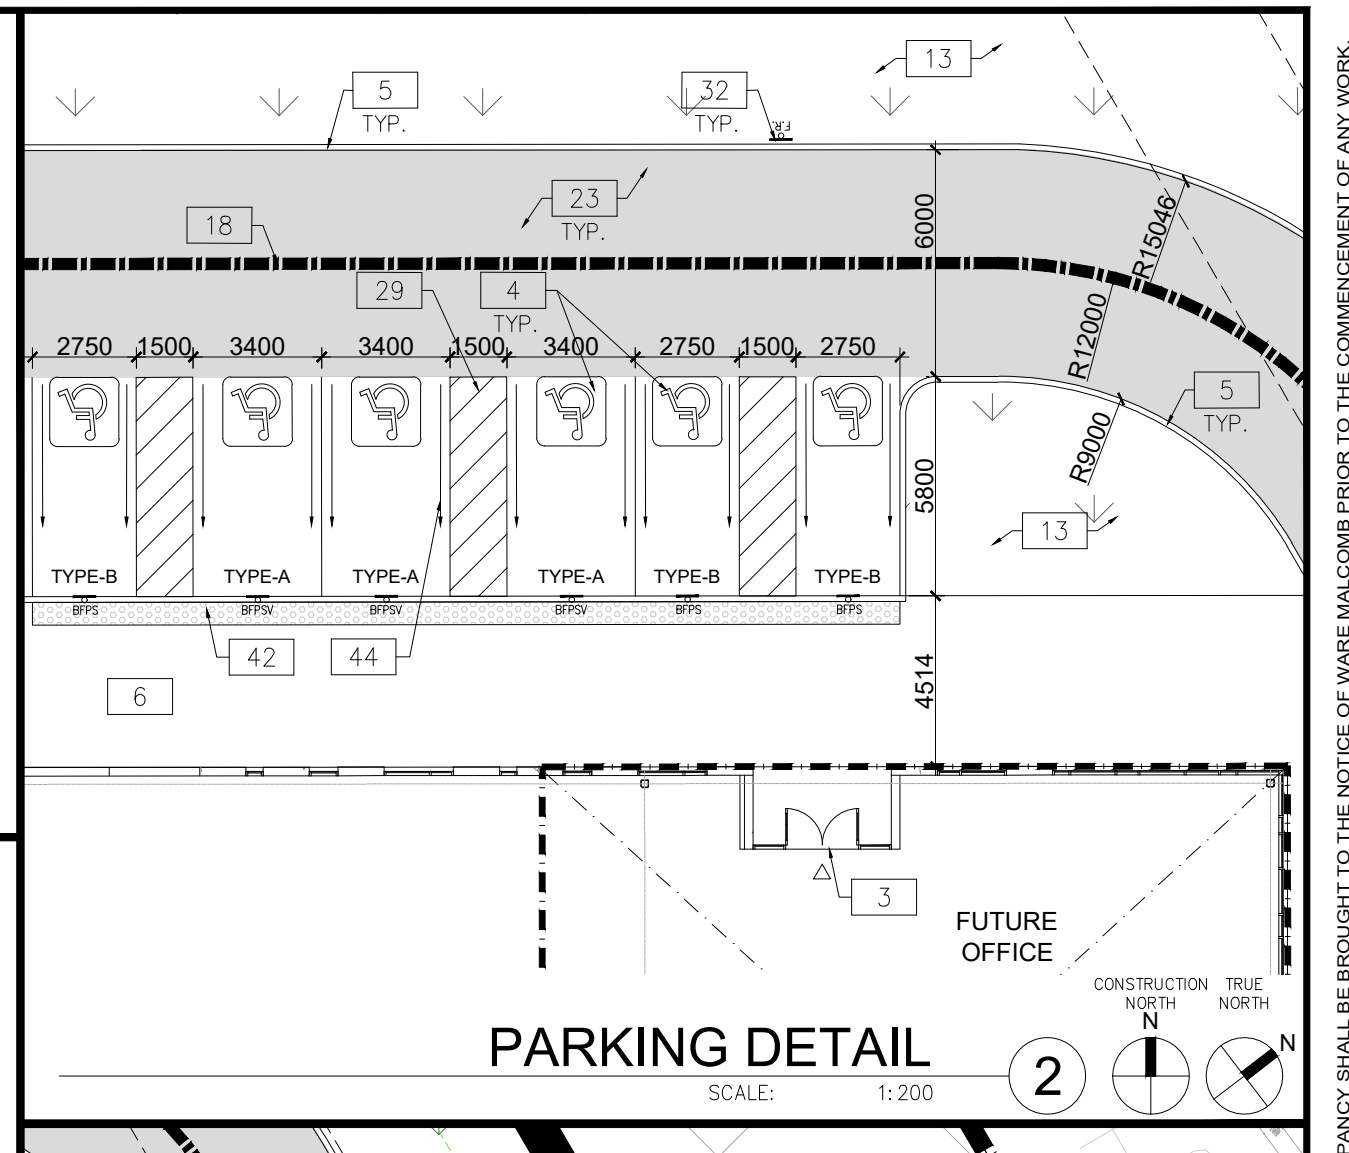 13
5
TYP.
32
TYP.
F.R.
23
TYP.
18
6000
R15046
29
4
TYP.
R12000
2750 1500 3400 3400 1500 3400 2750 1500 2750
5
TYP.
R9000
5800
13
TYPE-B TYPE-A TYPE-A TYPE-A TYPE-B TYPE-B
BFPS BFPSV BFPSV BFPSV BFPS BFPS
42
44
6
4514
3
FUTURE
OFFICE
CONSTRUCTION
NORTH
TRUE
NORTH
N
N
PARKING DETAIL
2
SCALE: 1:200
PANCY SHALL BE BROUGHT TO THE NOTICE OF WARE MALCOMB PRIOR TO THE COMMENCEMENT OF ANY WORK.